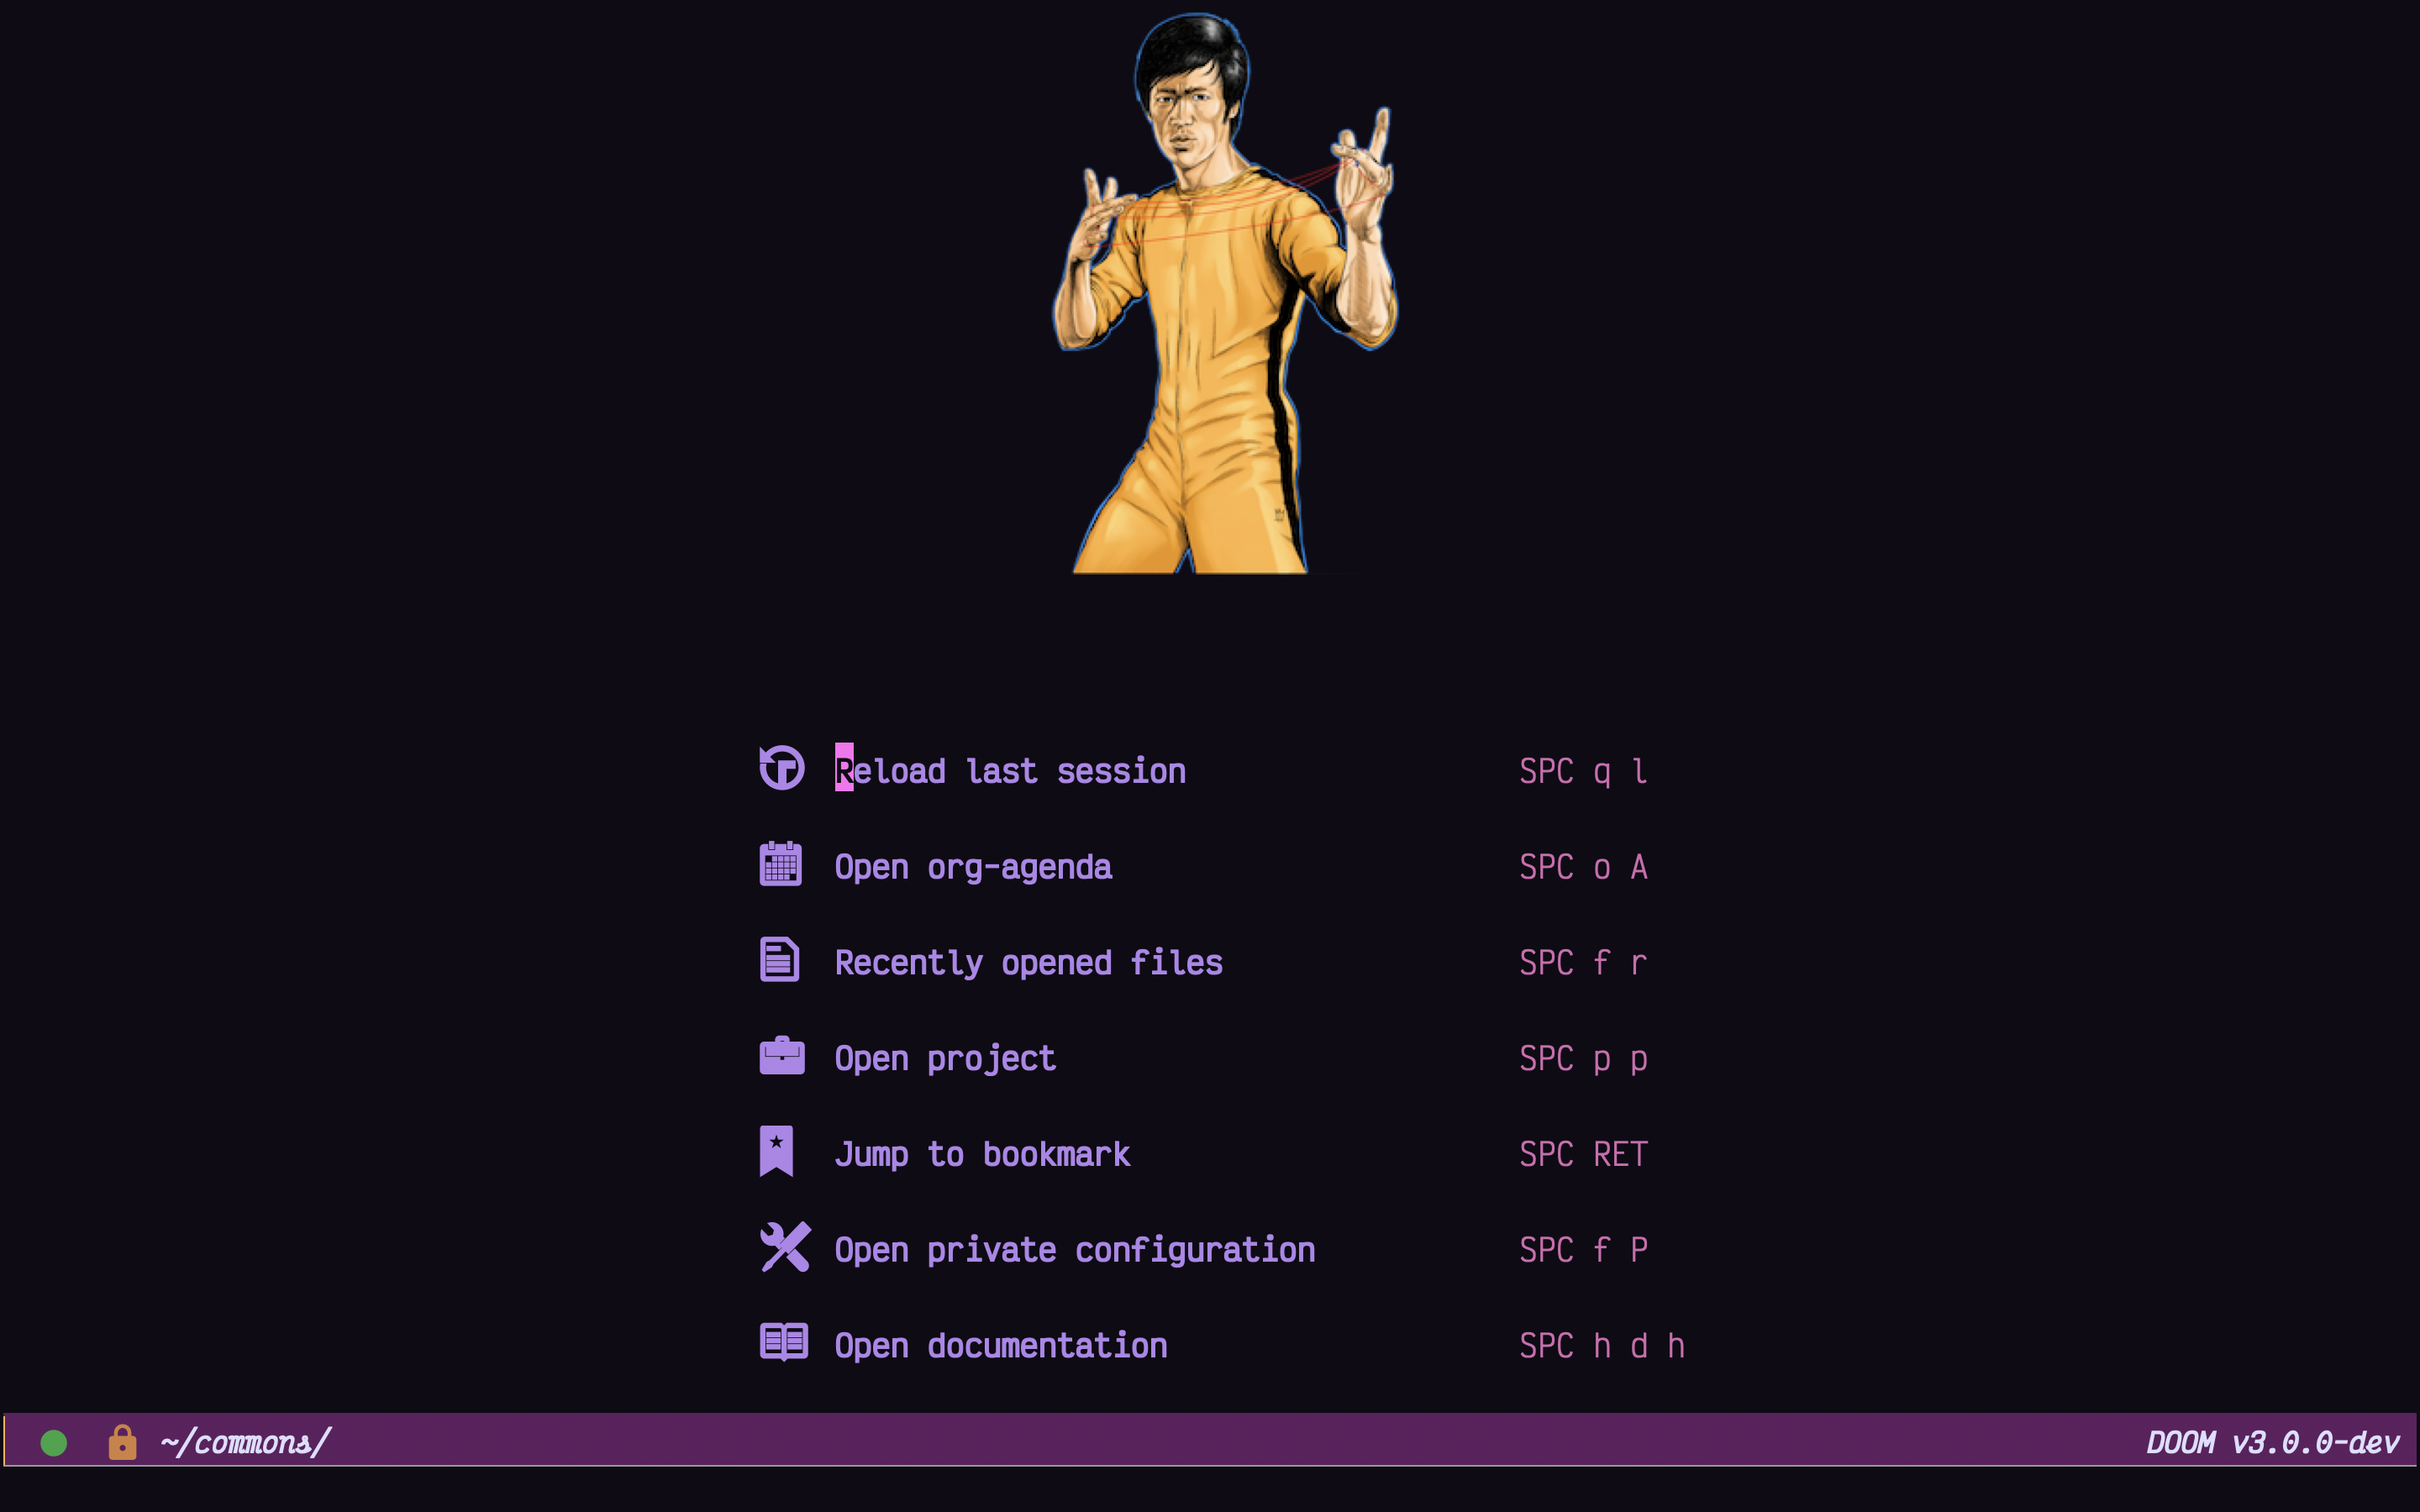 Reload last session SPC q l
Open org-agenda SPC o A
Recently opened files SPC f r
Open project SPC p p
Jump to bookmark SPC RET
Open private configuration SPC f P
Open documentation SPC h d h
~/commons/ DOOM v3.0.0-dev